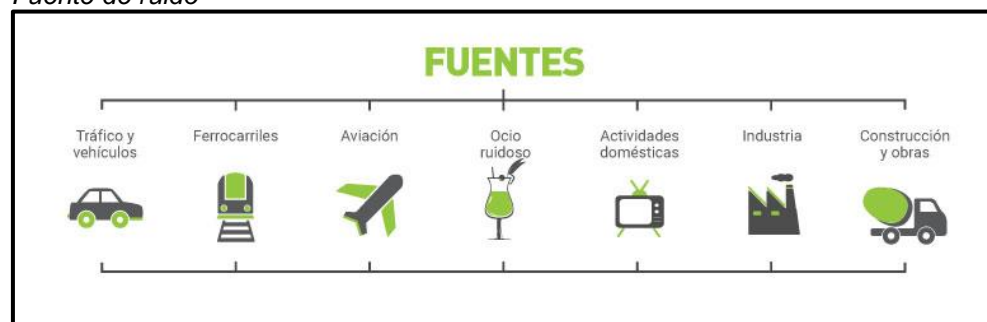 Fuente de ruido
FUENTES
Tráfico y
vehículos
Ferrocarriles
Aviación
Ocio
ruidoso
Actividades
domésticas
Industria
Construcción
y obras